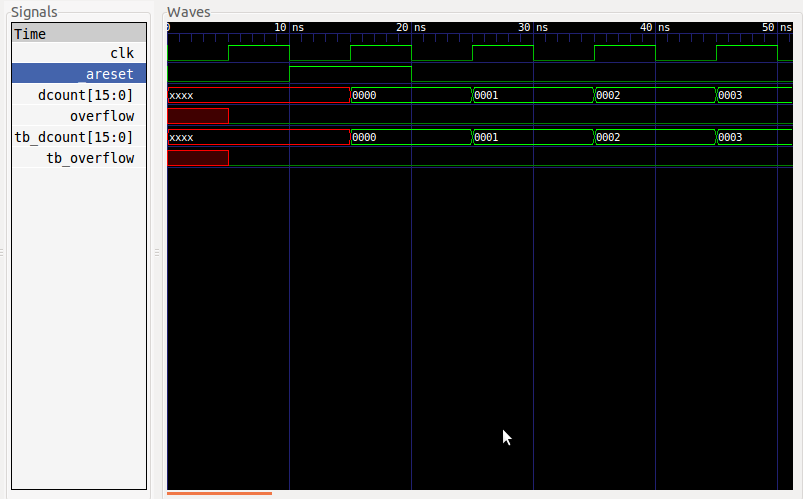 Signals
Time
clk
_areset
dcount[15:0]
overflow
tb_dcount[15:0]
tb_overflow
Waves
0 10 ns 20 ns 30 ns 40 ns 50 ns
xxxx 0000 0001 0002 0003
xxxx 0000 0001 0002 0003